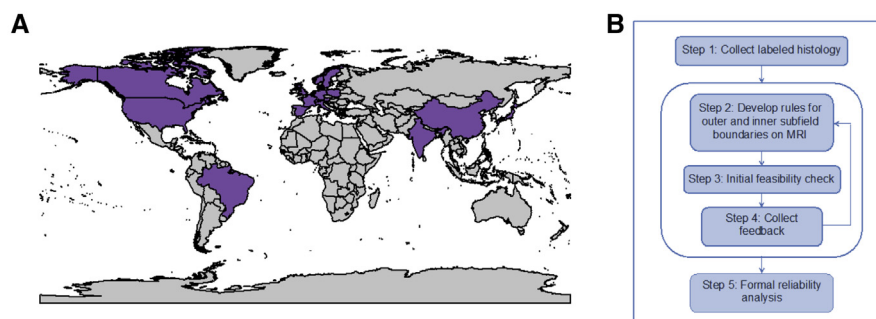 A
B
Step 1: Collect labeled histology
Step 2: Develop rules for
outer and inner subfield
boundaries on MRI
Step 3: Initial feasibility check
Step 4: Collect
feedback
Step 5: Formal reliability
analysis